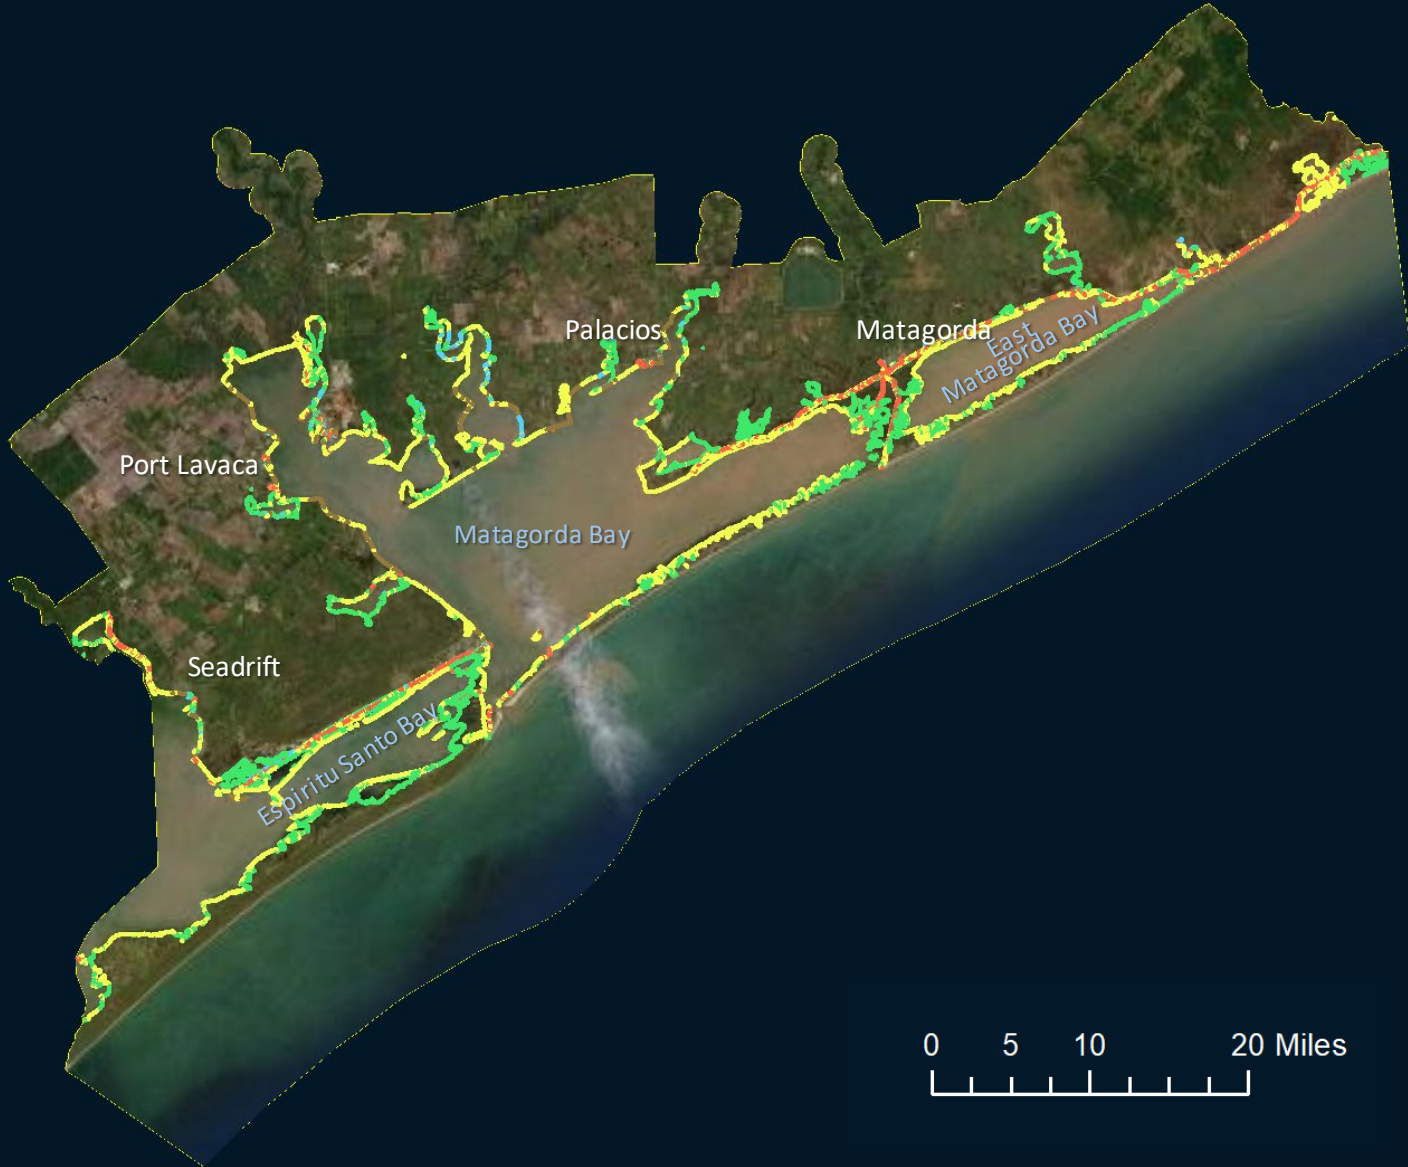 Palacios
Matagorda
East
Matagorda Bay
Port Lavaca
Matagorda Bay
Seadrift
Espiritu Santo Bay
0 5 10 20 Miles